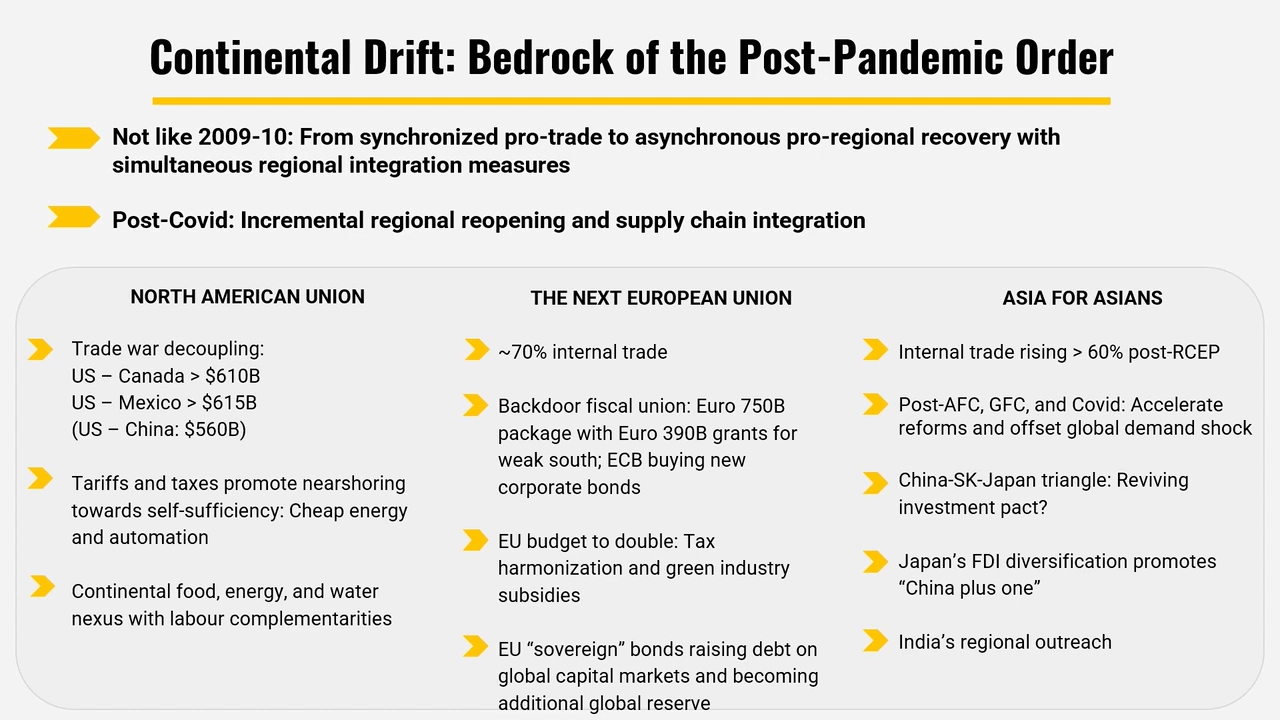 Continental Drift: Bedrock of the Post-Pandemic Order
Not like 2009-10: From synchronized pro-trade to asynchronous pro-regional recovery with
simultaneous regional integration measures
Post-Covid: Incremental regional reopening and supply chain integration
NORTH AMERICAN UNION
Trade war decoupling:
US – Canada > $610B
US – Mexico > $615B
(US – China: $560B)
Tariffs and taxes promote nearshoring
towards self-sufficiency: Cheap energy
and automation
Continental food, energy, and water
nexus with labour complementarities
THE NEXT EUROPEAN UNION
~70% internal trade
Backdoor fiscal union: Euro 750B
package with Euro 390B grants for
weak south; ECB buying new
corporate bonds
EU budget to double: Tax
harmonization and green industry
subsidies
EU “sovereign” bonds raising debt on
global capital markets and becoming
additional global reserve
ASIA FOR ASIANS
Internal trade rising > 60% post-RCEP
Post-AFC, GFC, and Covid: Accelerate
reforms and offset global demand shock
China-SK-Japan triangle: Reviving
investment pact?
Japan’s FDI diversification promotes
“China plus one”
India’s regional outreach